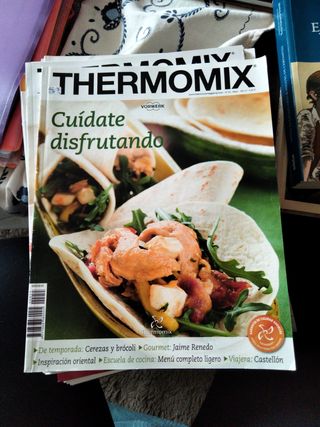 THERMOMIX
THERMOMIX
VORWERK
Cuídate
disfrutando
thermomix
De temporada: Cerezas y brócoli Gourmet: Jaime Renedo
Inspiración oriental Escuela de cocina: Menú completo ligero Viajera: Castellón